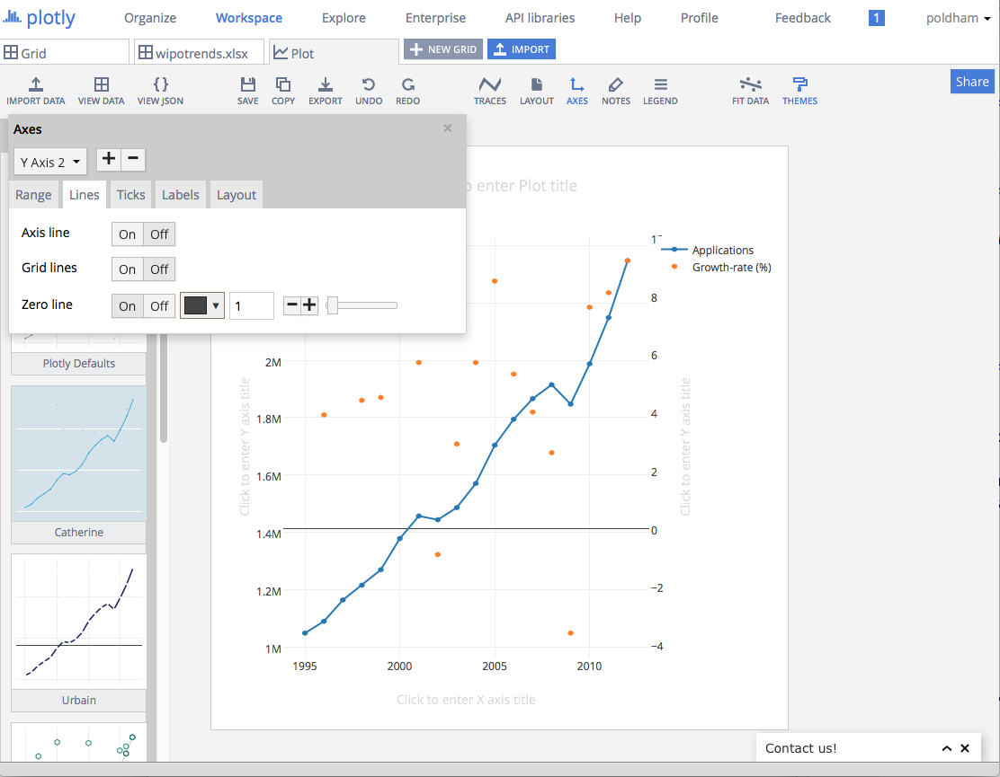 plotly
Organize
Workspace
Explore
Enterprise
API libraries
Help
Profile
Feedback
1
poldham
Grid
wipotrends.xlsx
Plot
NEW GRID
IMPORT
IMPORT DATA
VIEW DATA
VIEW JSON
SAVE
COPY
EXPORT
UNDO
REDO
TRACES
LAYOUT
AXES
NOTES
LEGEND
FIT DATA
THEMES
Share
Axes
Y Axis 2
Range
Lines
Ticks
Labels
Layout
Axis line
On
Off
Grid lines
On
Off
Zero line
On
Off
1
Plotly Defaults
Catherine
Urbain
o enter Plot title
Applications
Growth-rate (%)
2M
1.8M
1.6M
1.4M
1.2M
1M
Click to enter Y axis title
8
6
4
2
0
−2
−4
Click to enter Y axis title
1995
2000
2005
2010
Click to enter X axis title
Contact us!